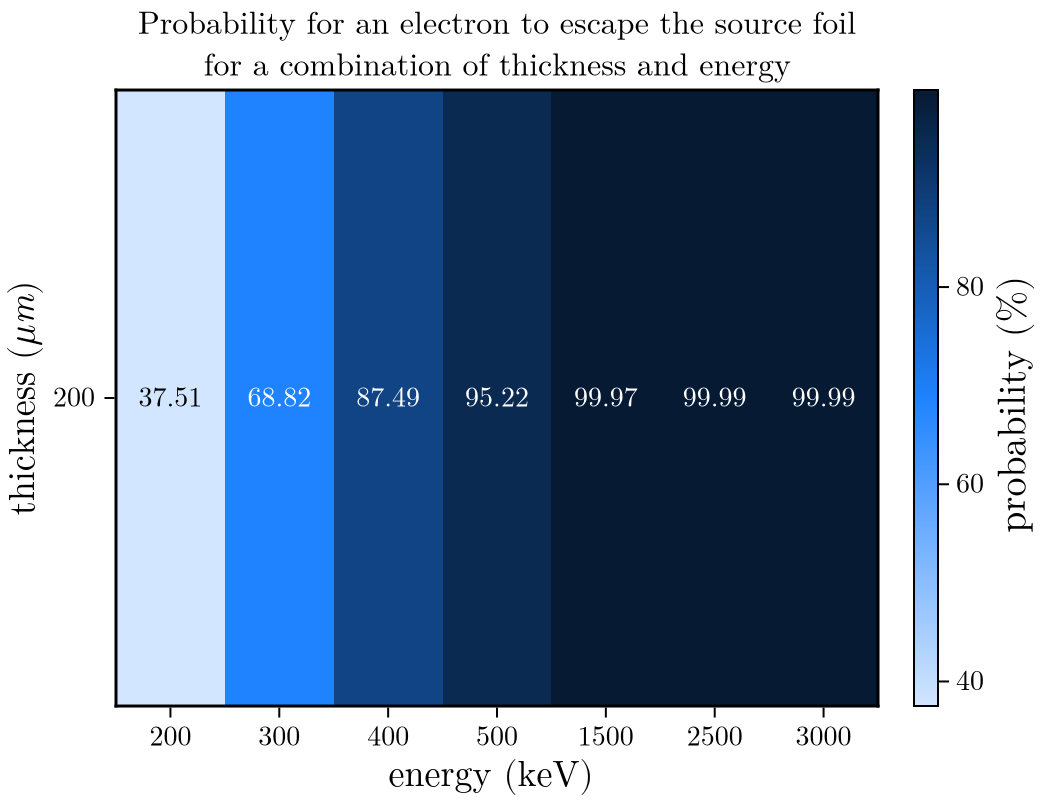 Probability for an electron to escape the source foil
for a combination of thickness and energy
thickness (μm)
200
37.51 68.82 87.49 95.22 99.97 99.99 99.99
200 300 400 500 1500 2500 3000
energy (keV)
80
60
40
probability (%)